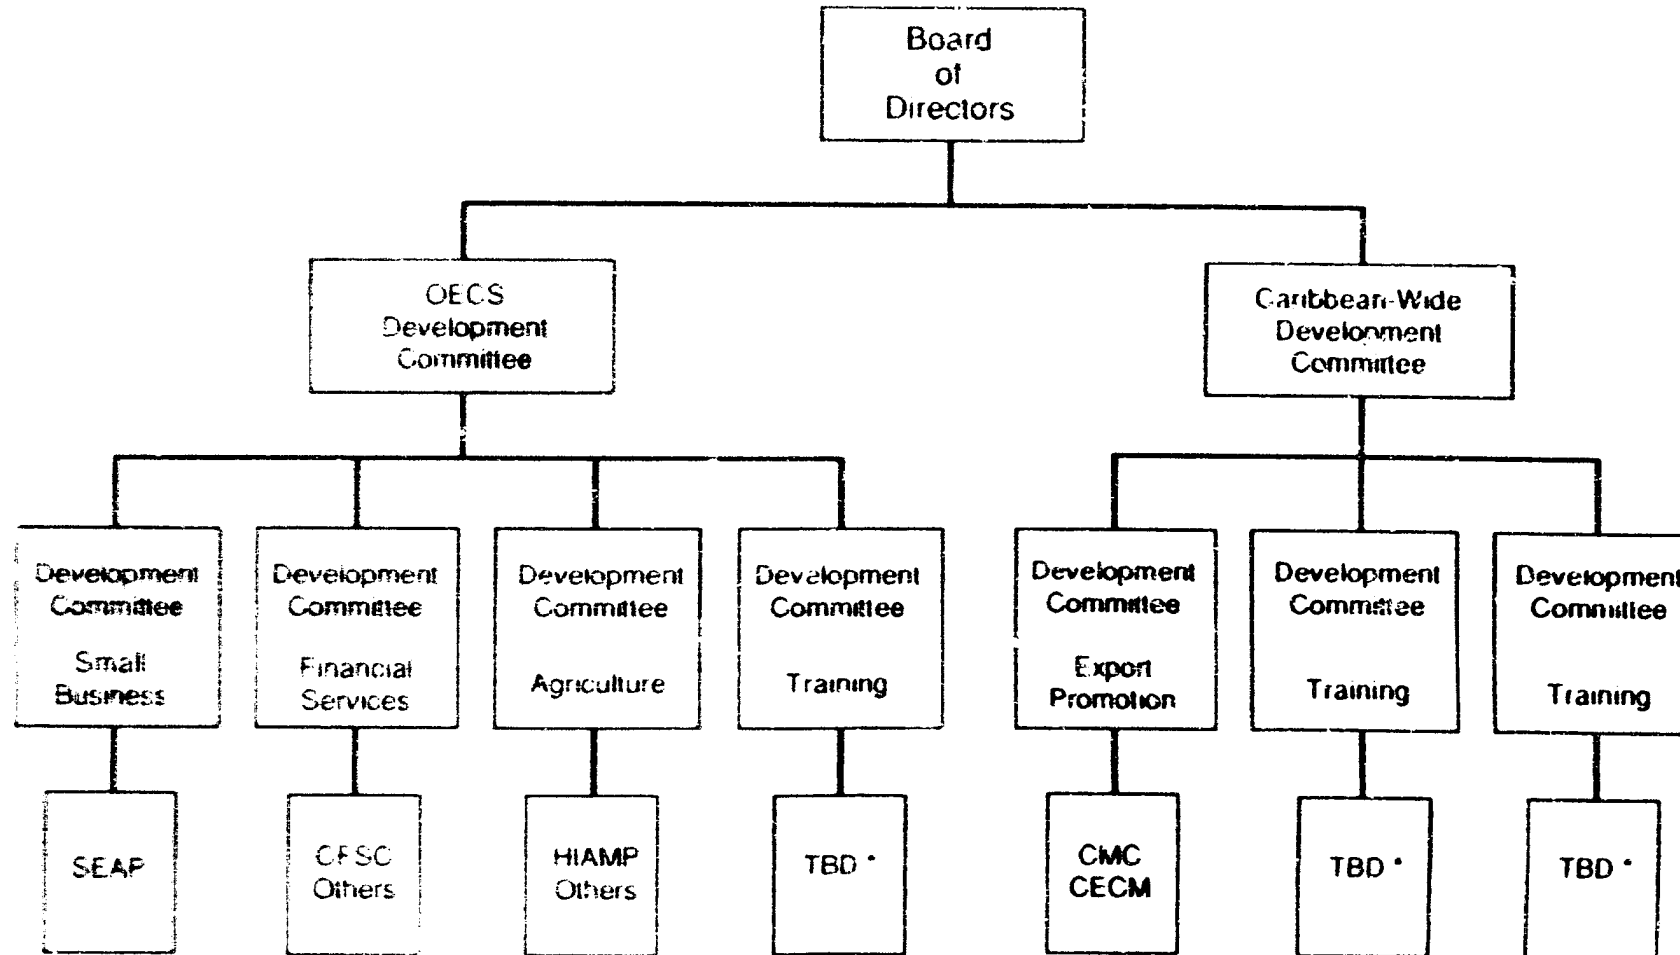 Board
of
Directors
OECS
Development
Committee
Caribbean-Wide
Development
Committee
Development
Committee
Small
Business
Development
Committee
Financial
Services
Development
Committee
Agriculture
Development
Committee
Training
Development
Committee
Export
Promotion
Development
Committee
Training
Development
Committee
Training
SEAP
CFSC
Others
HIAMP
Others
TBD *
CMC
CECM
TBD *
TBD *